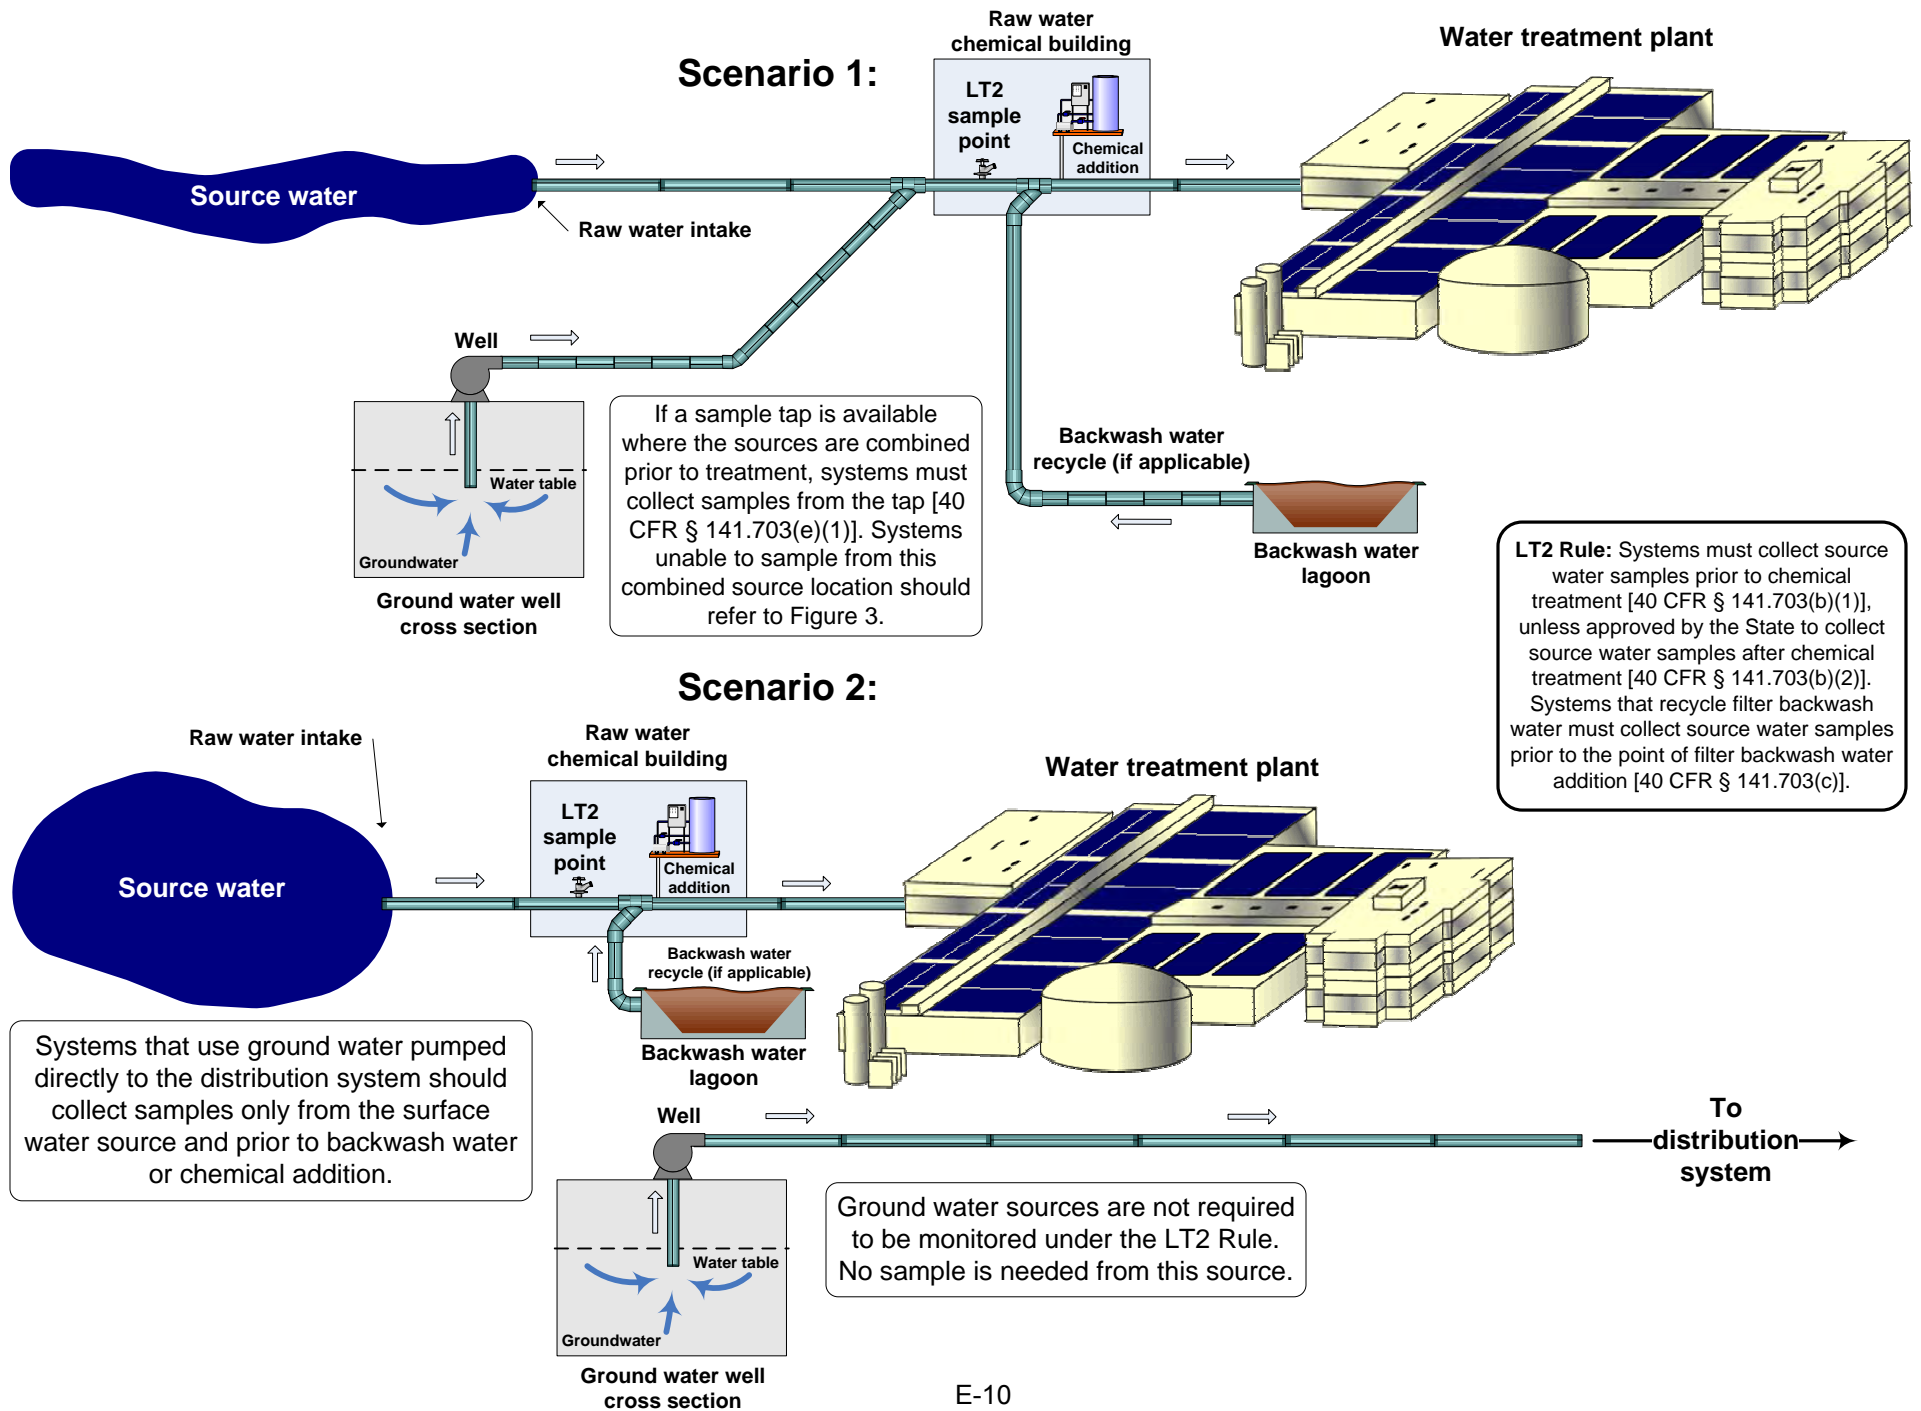 Raw water
chemical building
Water treatment plant
Scenario 1:
LT2
sample
point
Chemical
addition
Source water
Raw water intake
Well
Water table
Groundwater
Ground water well
cross section
If a sample tap is available
where the sources are combined
prior to treatment, systems must
collect samples from the tap [40
CFR § 141.703(e)(1)]. Systems
unable to sample from this
combined source location should
refer to Figure 3.
Backwash water
recycle (if applicable)
Backwash water
lagoon
LT2 Rule: Systems must collect source
water samples prior to chemical
treatment [40 CFR § 141.703(b)(1)],
unless approved by the State to collect
source water samples after chemical
treatment [40 CFR § 141.703(b)(2)].
Systems that recycle filter backwash
water must collect source water samples
prior to the point of filter backwash water
addition [40 CFR § 141.703(c)].
Scenario 2:
Raw water intake
Raw water
chemical building
Water treatment plant
LT2
sample
point
Chemical
addition
Source water
Backwash water
recycle (if applicable)
Backwash water
lagoon
Systems that use ground water pumped
directly to the distribution system should
collect samples only from the surface
water source and prior to backwash water
or chemical addition.
Well
To
distribution
system
Water table
Groundwater
Ground water well
cross section
Ground water sources are not required
to be monitored under the LT2 Rule.
No sample is needed from this source.
E-10